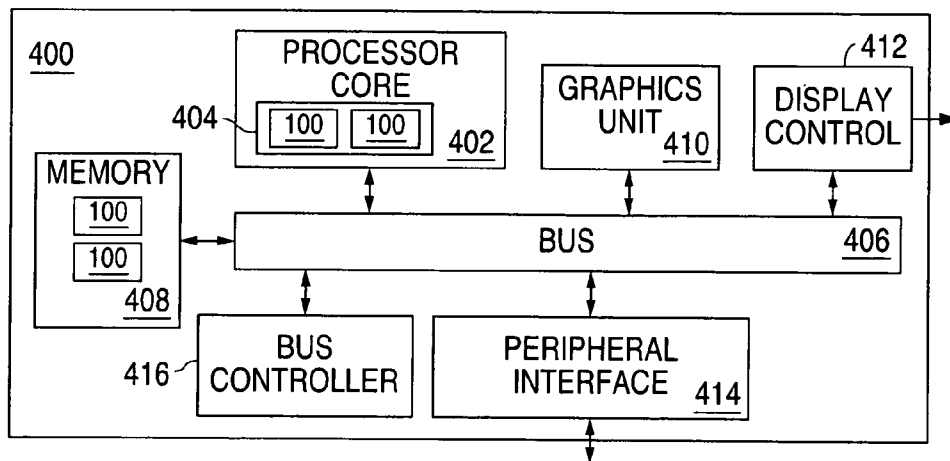 400
PROCESSOR
CORE
404
100 100
402
GRAPHICS
UNIT
410
412
DISPLAY
CONTROL
MEMORY
100
100
408
BUS
406
416
BUS
CONTROLLER
PERIPHERAL
INTERFACE
414